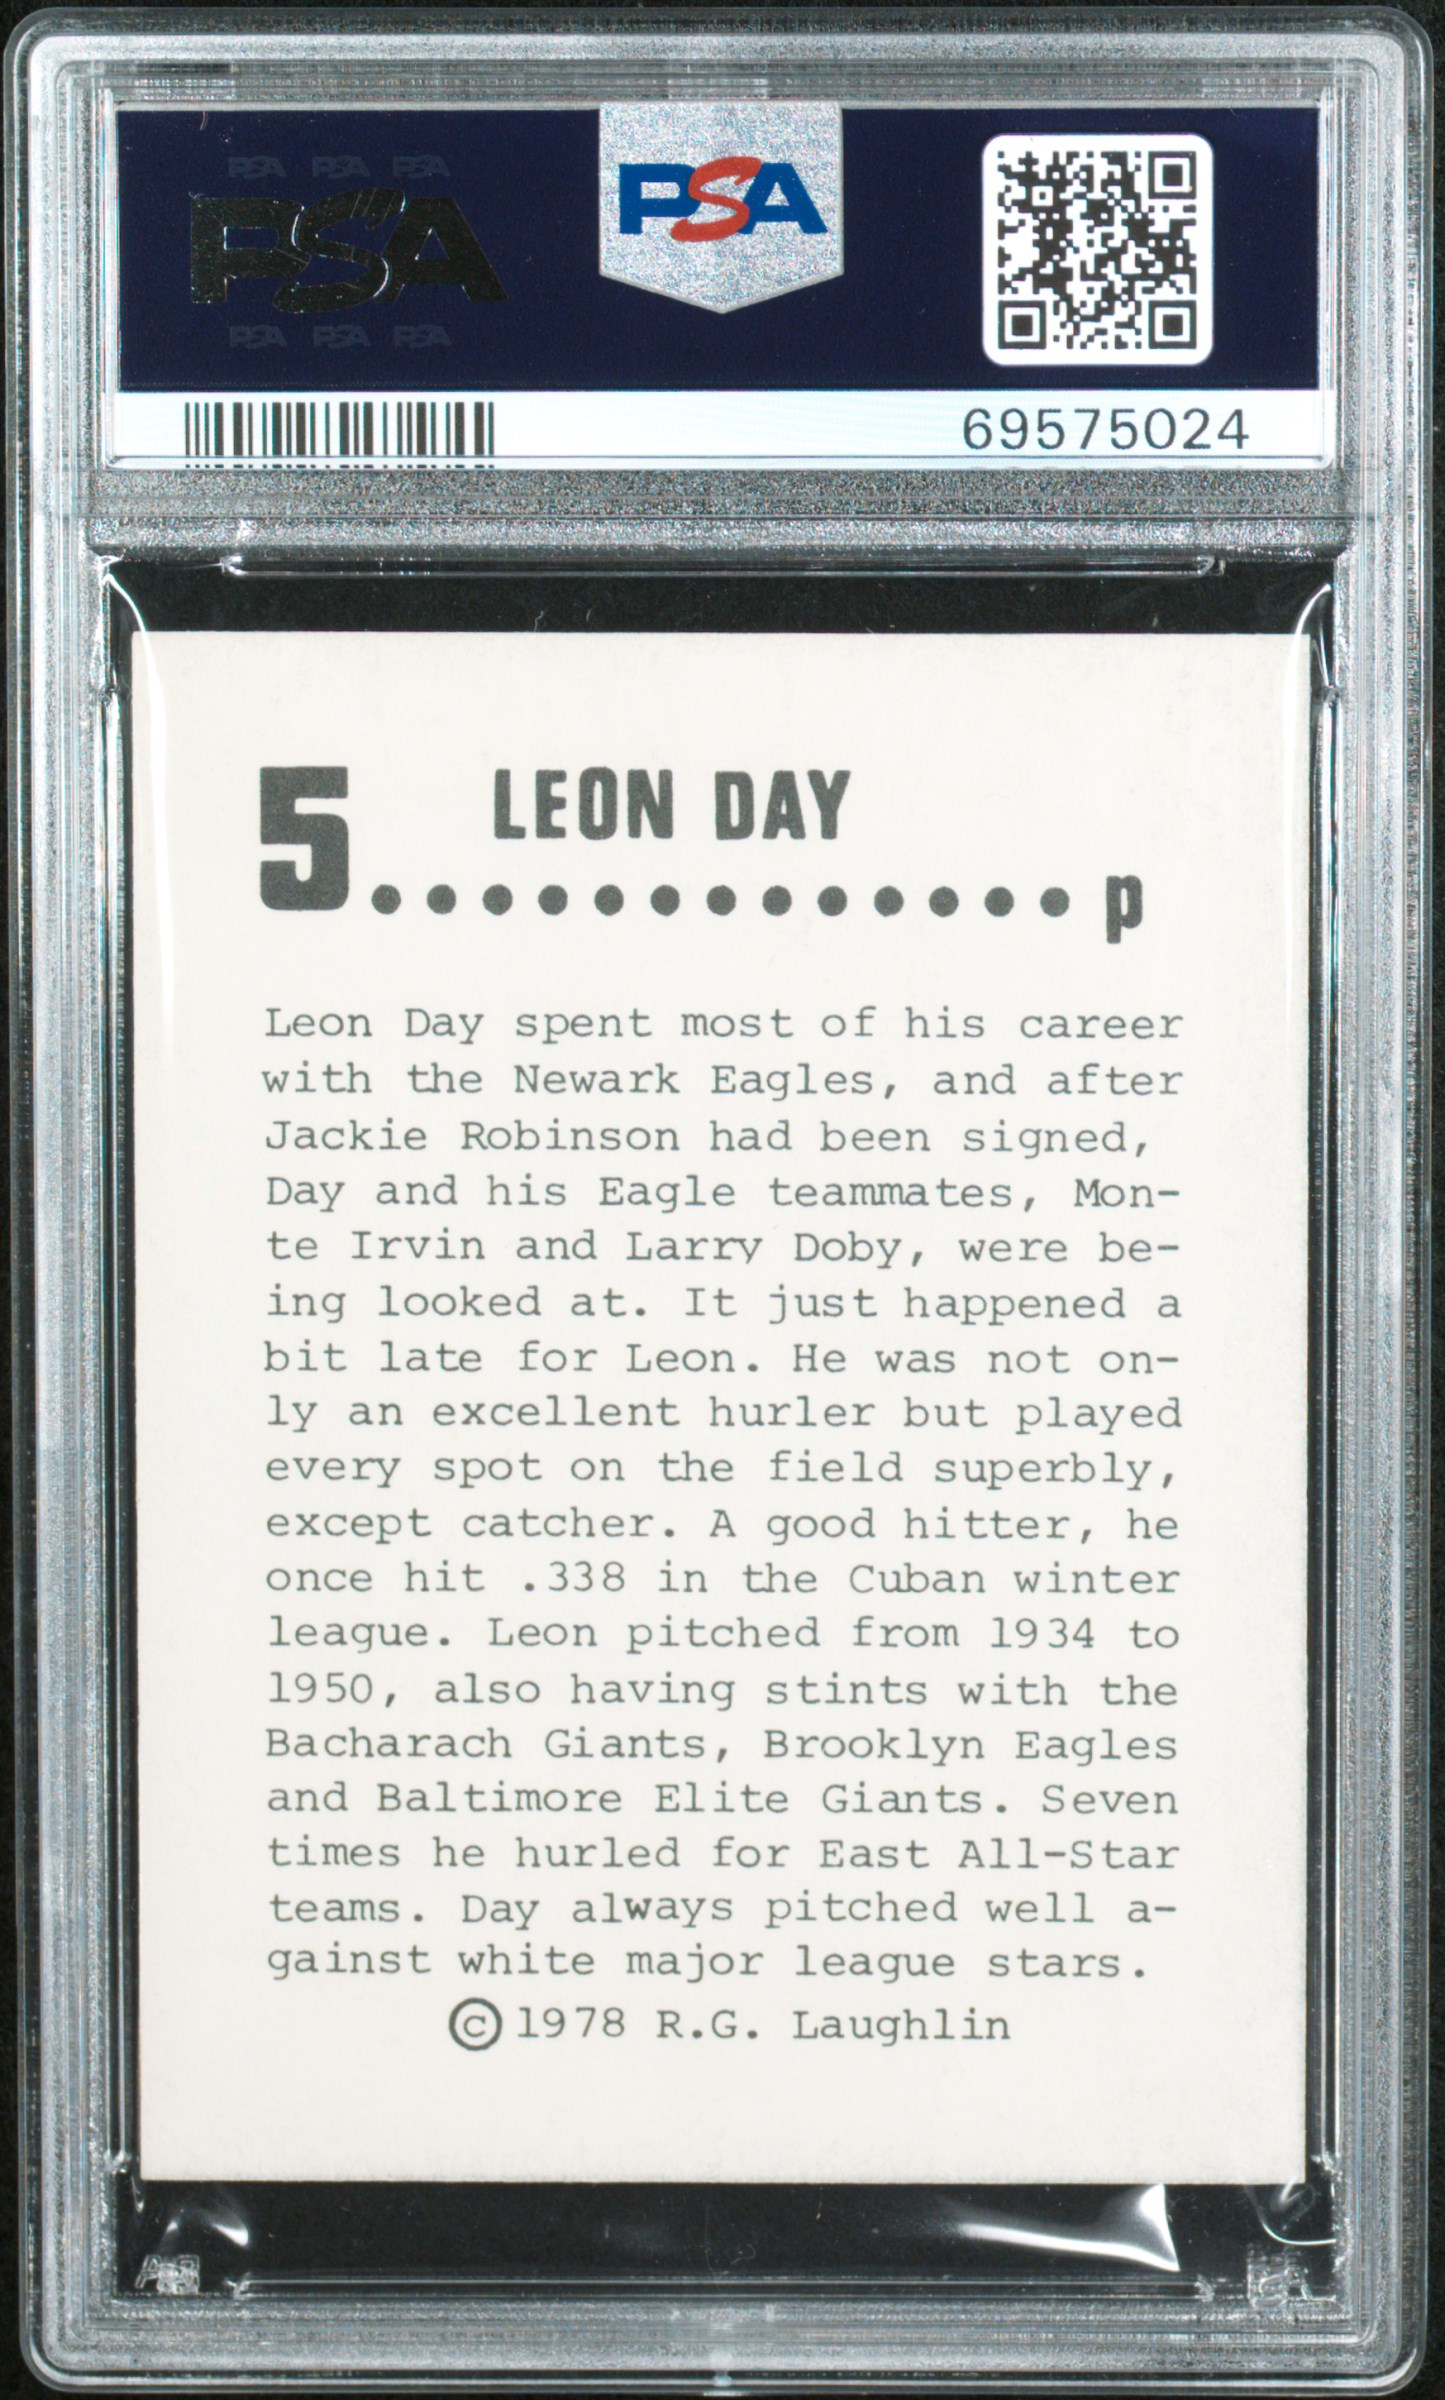 PSA PSA PSA
PSA
PSA PSA PSA
PSA
69575024
5 LEON DAY
. . . . . . . . . . . . . p
Leon Day spent most of his career
with the Newark Eagles, and after
Jackie Robinson had been signed,
Day and his Eagle teammates, Mon-
te Irvin and Larry Doby, were be-
ing looked at. It just happened a
bit late for Leon. He was not on-
ly an excellent hurler but played
every spot on the field superbly,
except catcher. A good hitter, he
once hit .338 in the Cuban winter
league. Leon pitched from 1934 to
1950, also having stints with the
Bacharach Giants, Brooklyn Eagles
and Baltimore Elite Giants. Seven
times he hurled for East All-Star
teams. Day always pitched well a-
gainst white major league stars.
©1978 R.G. Laughlin